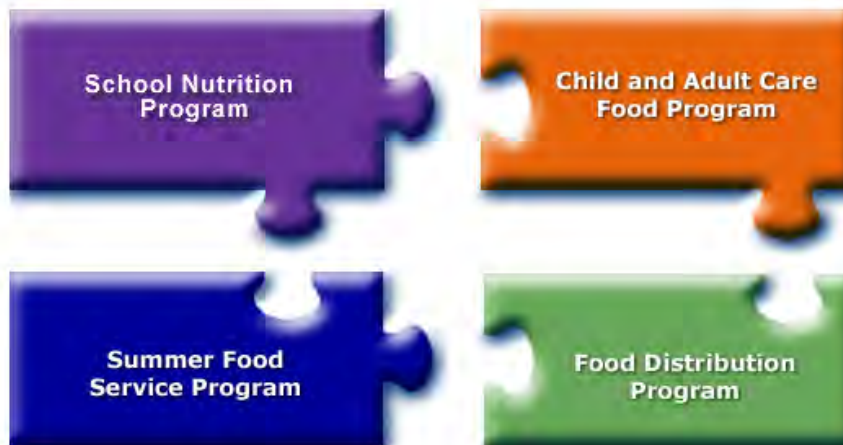 School Nutrition
Program
Child and Adult Care
Food Program
Summer Food
Service Program
Food Distribution
Program